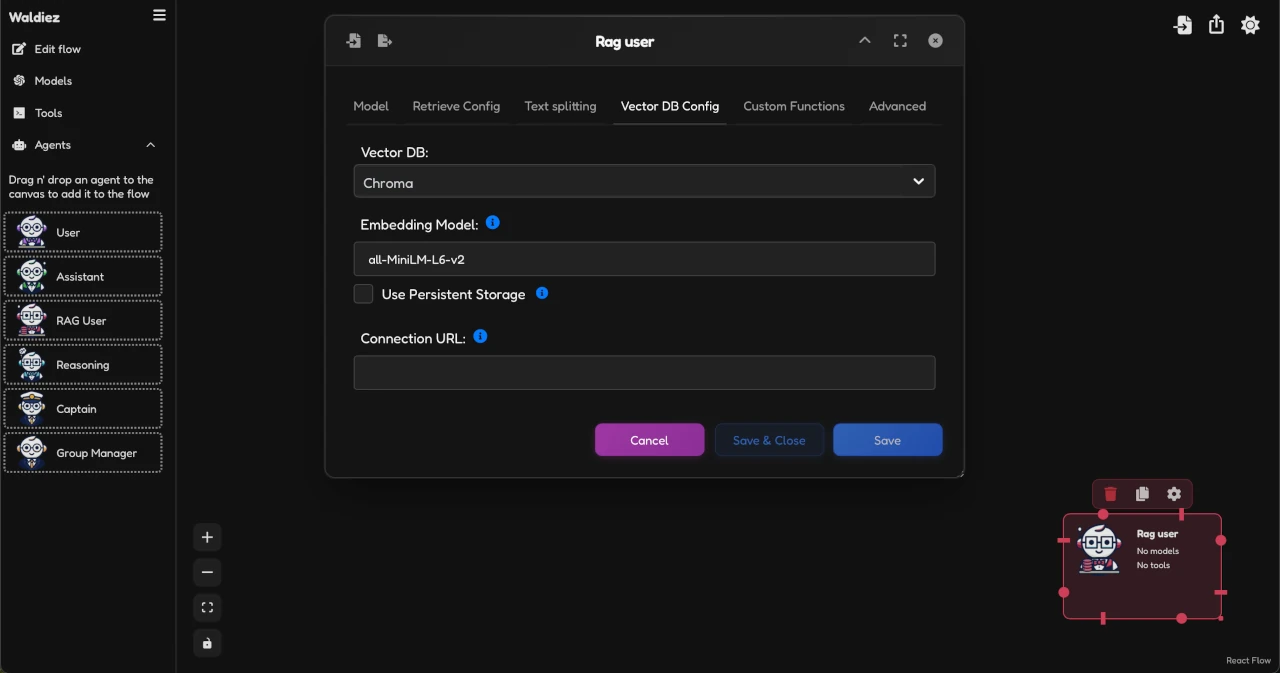 Waldiez
Edit flow
Models
Tools
Agents
Drag n' drop an agent to the
canvas to add it to the flow
User
Assistant
RAG User
Reasoning
Captain
Group Manager
Rag user
Model
Retrieve Config
Text splitting
Vector DB Config
Custom Functions
Advanced
Vector DB:
Chroma
Embedding Model:
all-MiniLM-L6-v2
Use Persistent Storage
Connection URL:
Cancel
Save & Close
Save
Rag user
No models
No tools
React Flow